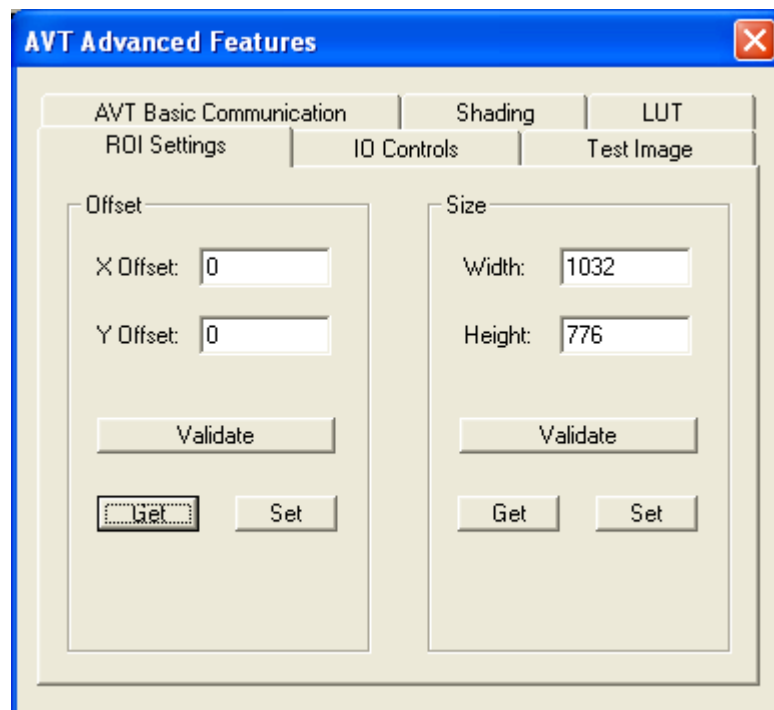 AVT Advanced Features
AVT Basic Communication Shading LUT
ROI Settings IO Controls Test Image
Offset
X Offset: 0
Y Offset: 0
Validate
Get Set
Size
Width: 1032
Height: 776
Validate
Get Set